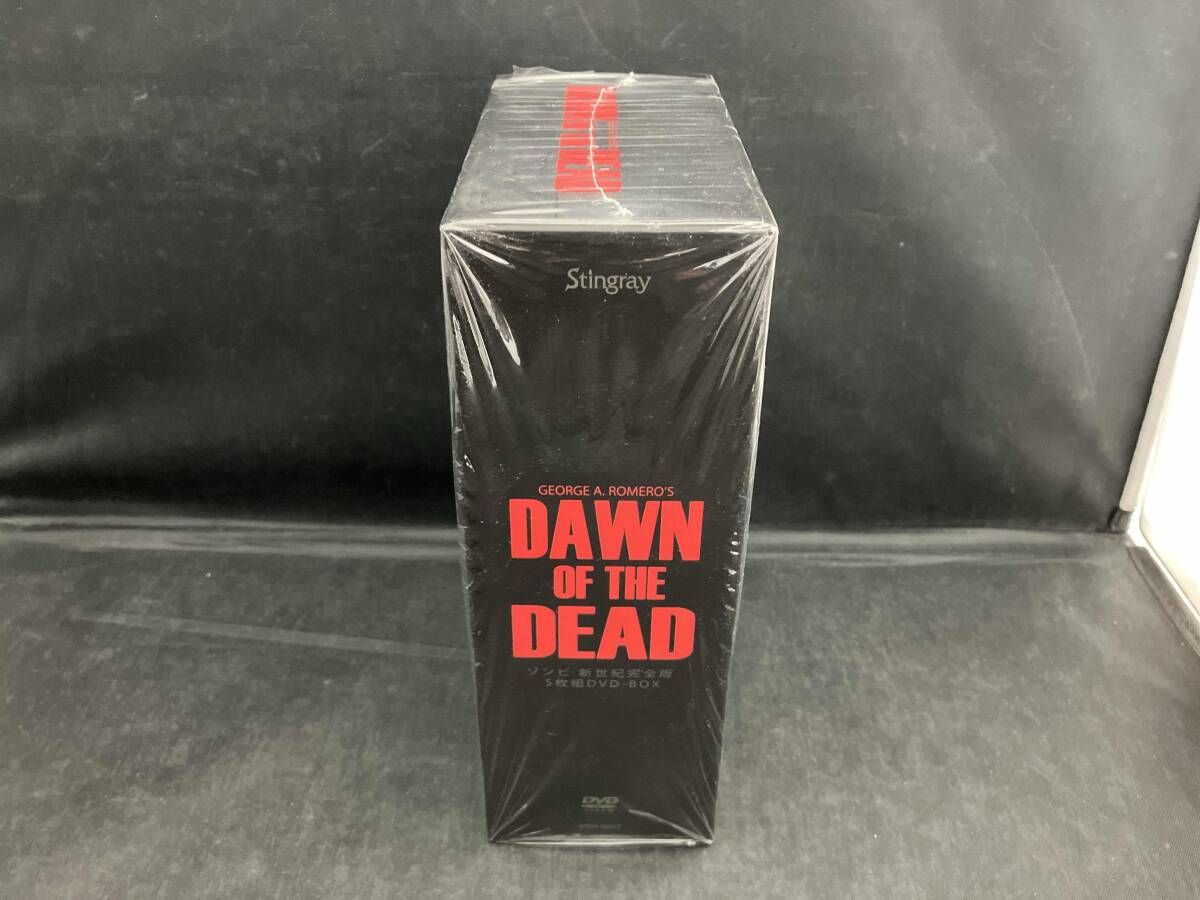 Stingray
GEORGE A. ROMERO'S
DAWN
OF THE
DEAD
ゾンビ 新世紀完全版
5枚組DVD-BOX
DVD